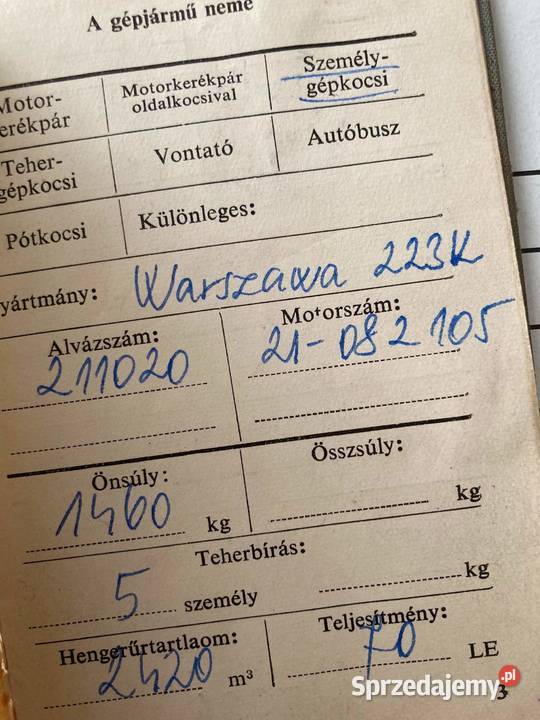 A gépjármű neme
Motor-
erékpár
Motorkerékpár
oldalkocsival
Személy-
gépkocsi
Teher-
gépkocsi
Vontató
Autóbusz
Pótkocsi
Különleges:
yártmány: Warszawa 223K
Alvázszám:
211020
Motorszám:
21-082105
Önsúly:
1460 kg
Összsúly:
kg
Teherbírás:
5 személy
kg
Hengerűrtartlaom:
2420 m³
Teljesítmény:
70 LE
3
Sprzedajemy.pl